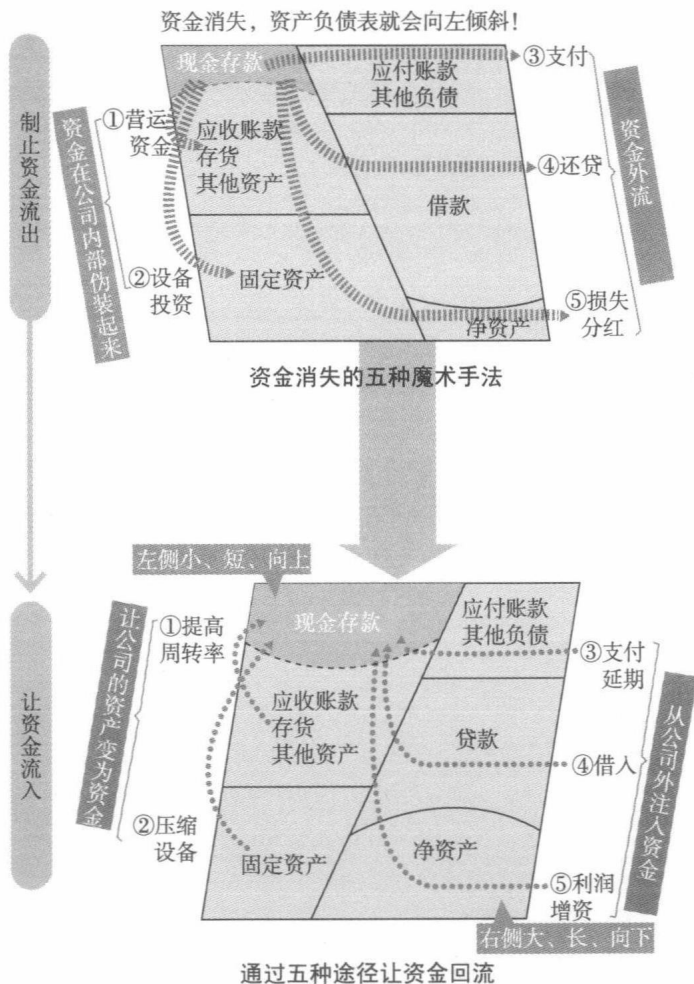 资金消失，资产负债表就会向左倾斜！
制止资金流出
资金在公司内部伪装起来
①营运
资金
②设备
投资
现金存款
应收账款
存货
其他资产
固定资产
应付账款
其他负债
借款
净资产
③支付
④还贷
⑤损失
分红
资金外流
资金消失的五种魔术手法
让资金流入
左侧小、短、向上
让公司的资产变为资金
①提高
周转率
②压缩
设备
现金存款
应收账款
存货
其他资产
固定资产
应付账款
其他负债
贷款
净资产
③支付
延期
④借入
⑤利润
增资
从公司外注入资金
右侧大、长、向下
通过五种途径让资金回流